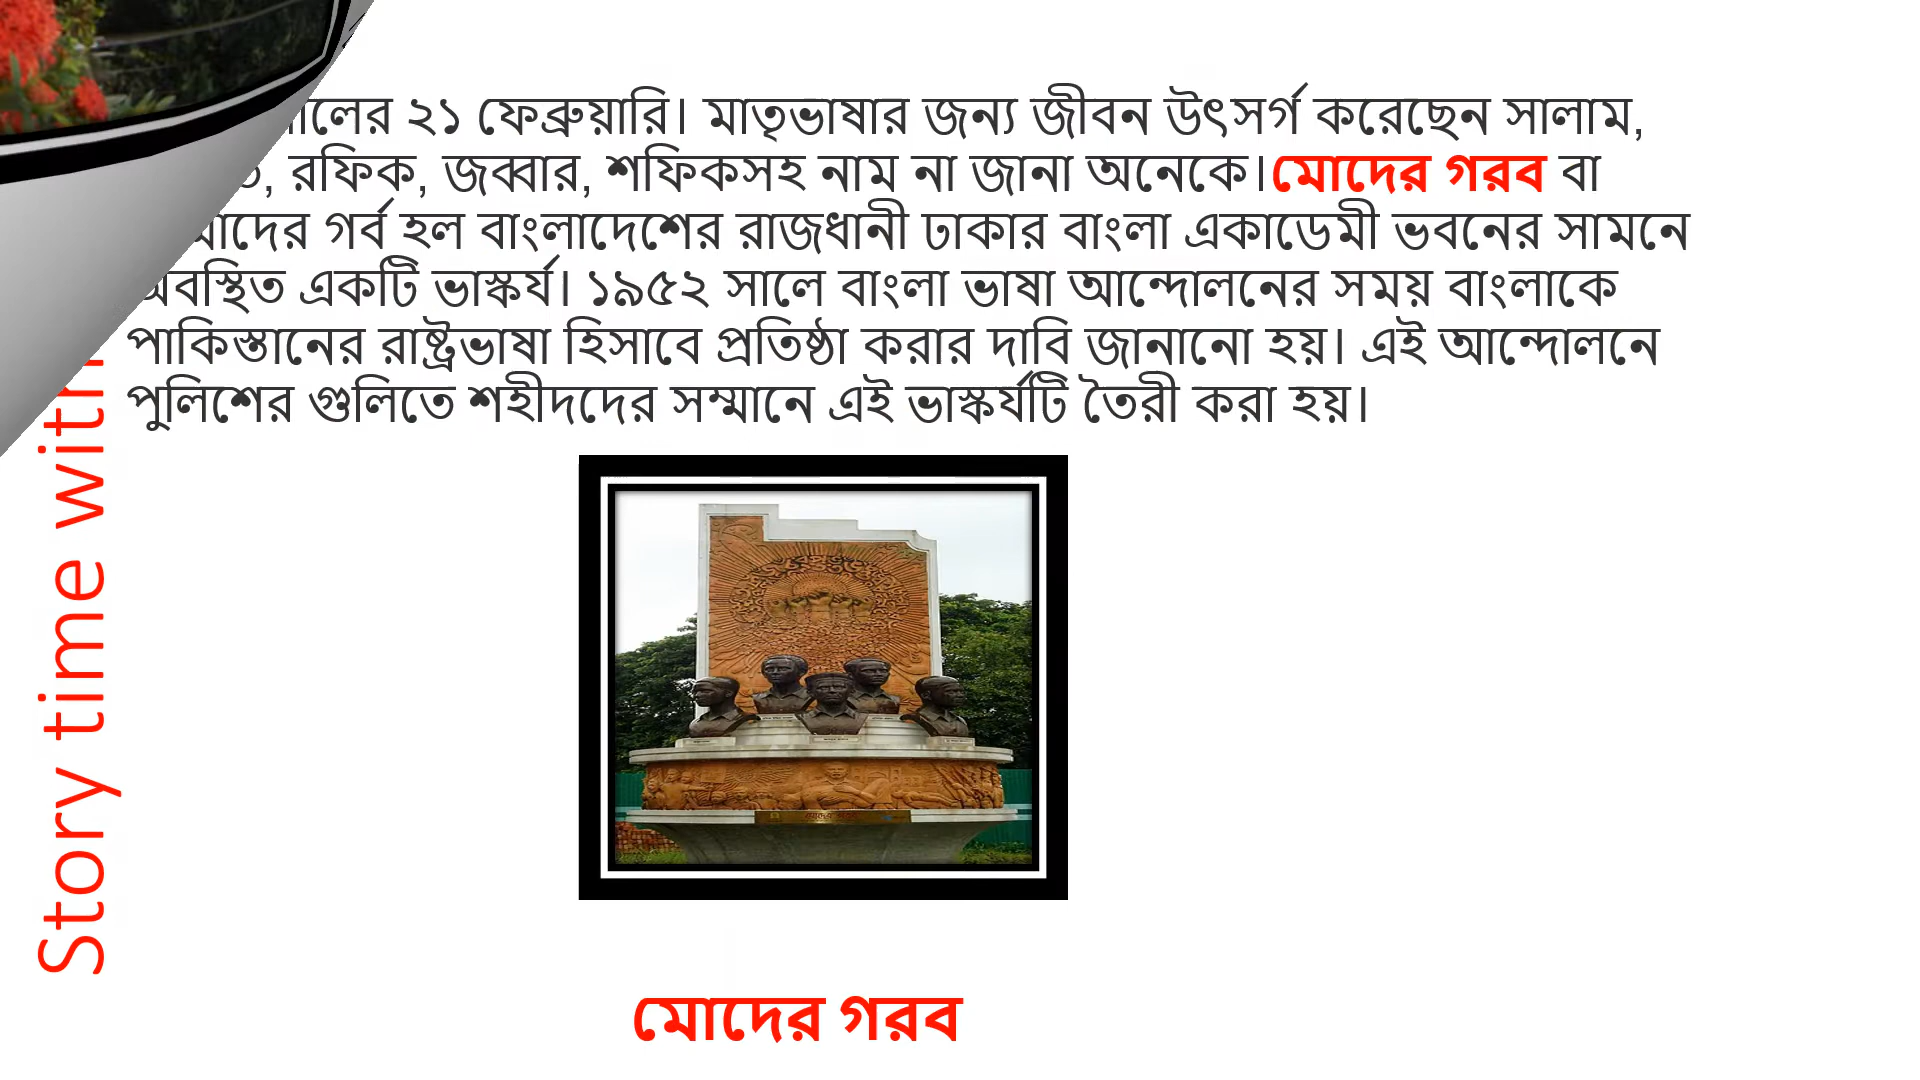 ২১ ফেব্রুয়ারি। মাতৃভাষার জন্য জীবন উৎসর্গ করেছেন সালাম,
রফিক, জব্বার, শফিকসহ নাম না জানা অনেকে।মোদের গরব বা
গর্ব হল বাংলাদেশের রাজধানী ঢাকার বাংলা একাডেমী ভবনের সামনে
অবস্থিত একটি ভাস্কর্য। ১৯৫২ সালে বাংলা ভাষা আন্দোলনের সময় বাংলাকে
পাকিস্তানের রাষ্ট্রভাষা হিসাবে প্রতিষ্ঠা করার দাবি জানানো হয়। এই আন্দোলনে
পুলিশের গুলিতে শহীদদের সম্মানে এই ভাস্কর্যটি তৈরী করা হয়।
Story time with
মোদের গরব